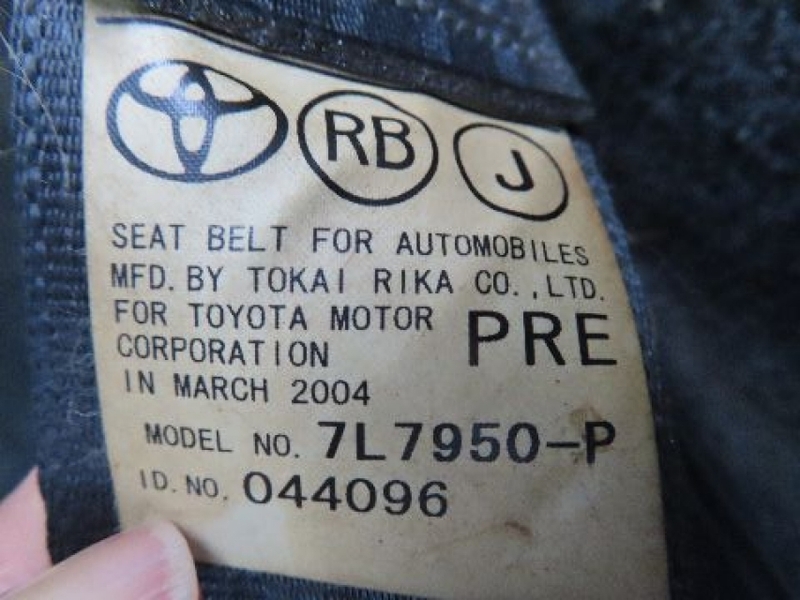 RB J
SEAT BELT FOR AUTOMOBILES
MFD. BY TOKAI RIKA CO., LTD.
FOR TOYOTA MOTOR PRE
CORPORATION
IN MARCH 2004
MODEL NO. 7L7950-P
ID. NO. 044096